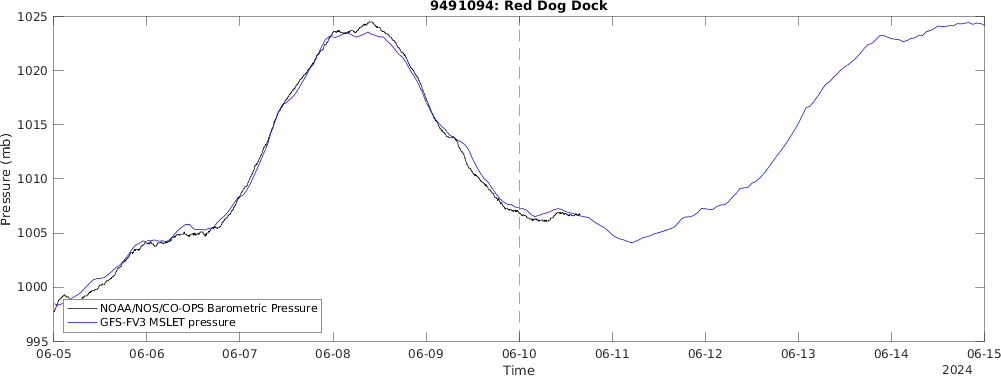 9491094: Red Dog Dock
Pressure (mb)
1025
1020
1015
1010
1005
1000
995
NOAA/NOS/CO-OPS Barometric Pressure
GFS-FV3 MSLET pressure
06-05 06-06 06-07 06-08 06-09 06-10 06-11 06-12 06-13 06-14 06-15
Time
2024